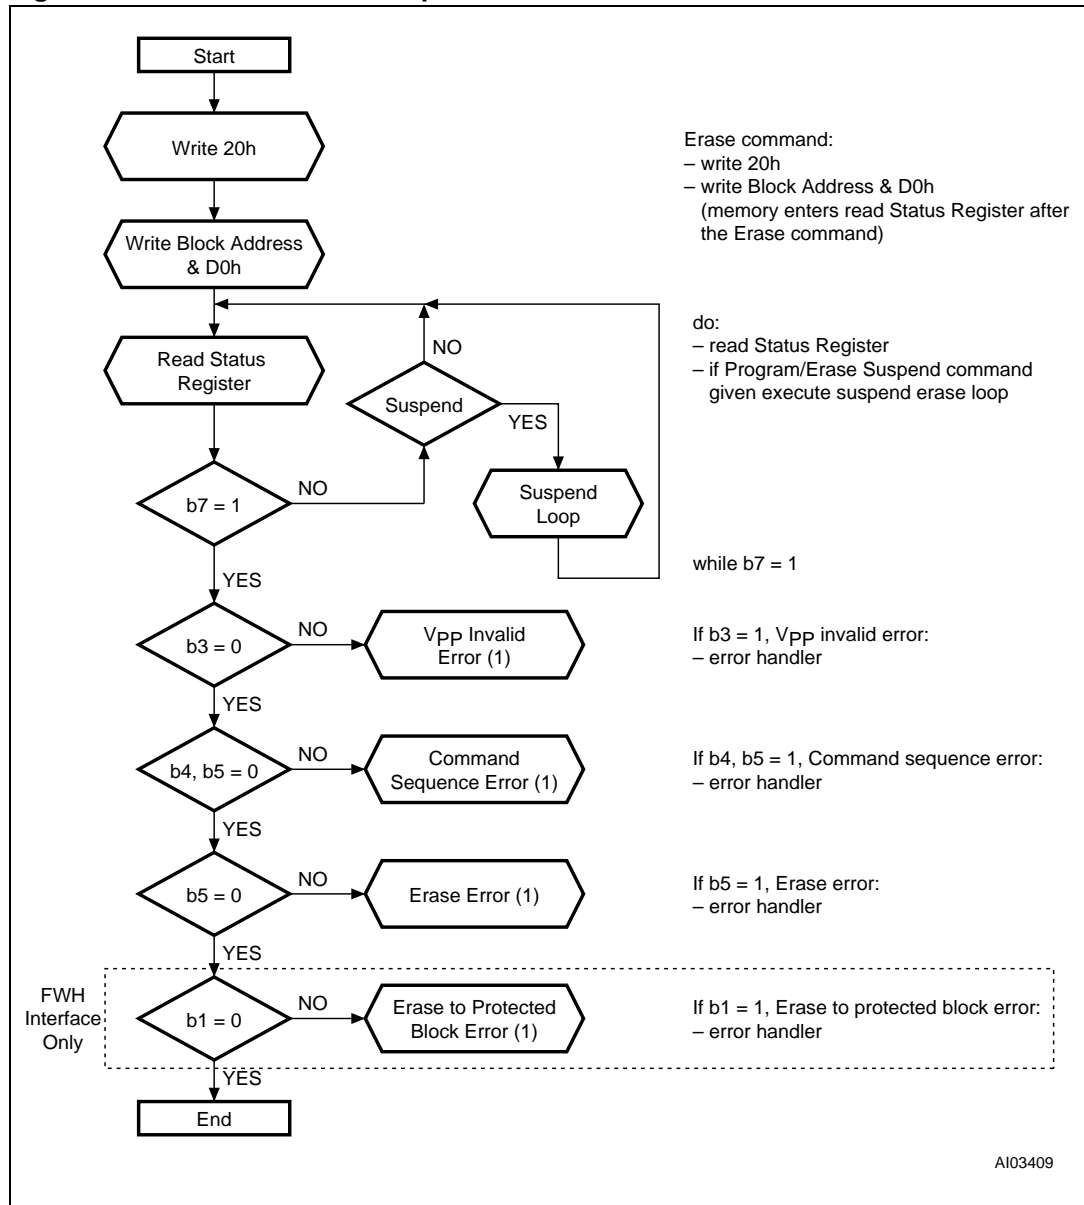 Start
Write 20h
Erase command:
– write 20h
– write Block Address & D0h
(memory enters read Status Register after
the Erase command)
Write Block Address
& D0h
do:
– read Status Register
– if Program/Erase Suspend command
given execute suspend erase loop
Read Status
Register
NO
Suspend
YES
b7 = 1
NO
Suspend
Loop
while b7 = 1
YES
b3 = 0
NO
VPP Invalid
Error (1)
If b3 = 1, VPP invalid error:
– error handler
YES
b4, b5 = 0
NO
Command
Sequence Error (1)
If b4, b5 = 1, Command sequence error:
– error handler
YES
b5 = 0
NO
Erase Error (1)
If b5 = 1, Erase error:
– error handler
YES
FWH
Interface
Only
b1 = 0
NO
Erase to Protected
Block Error (1)
If b1 = 1, Erase to protected block error:
– error handler
YES
End
AI03409